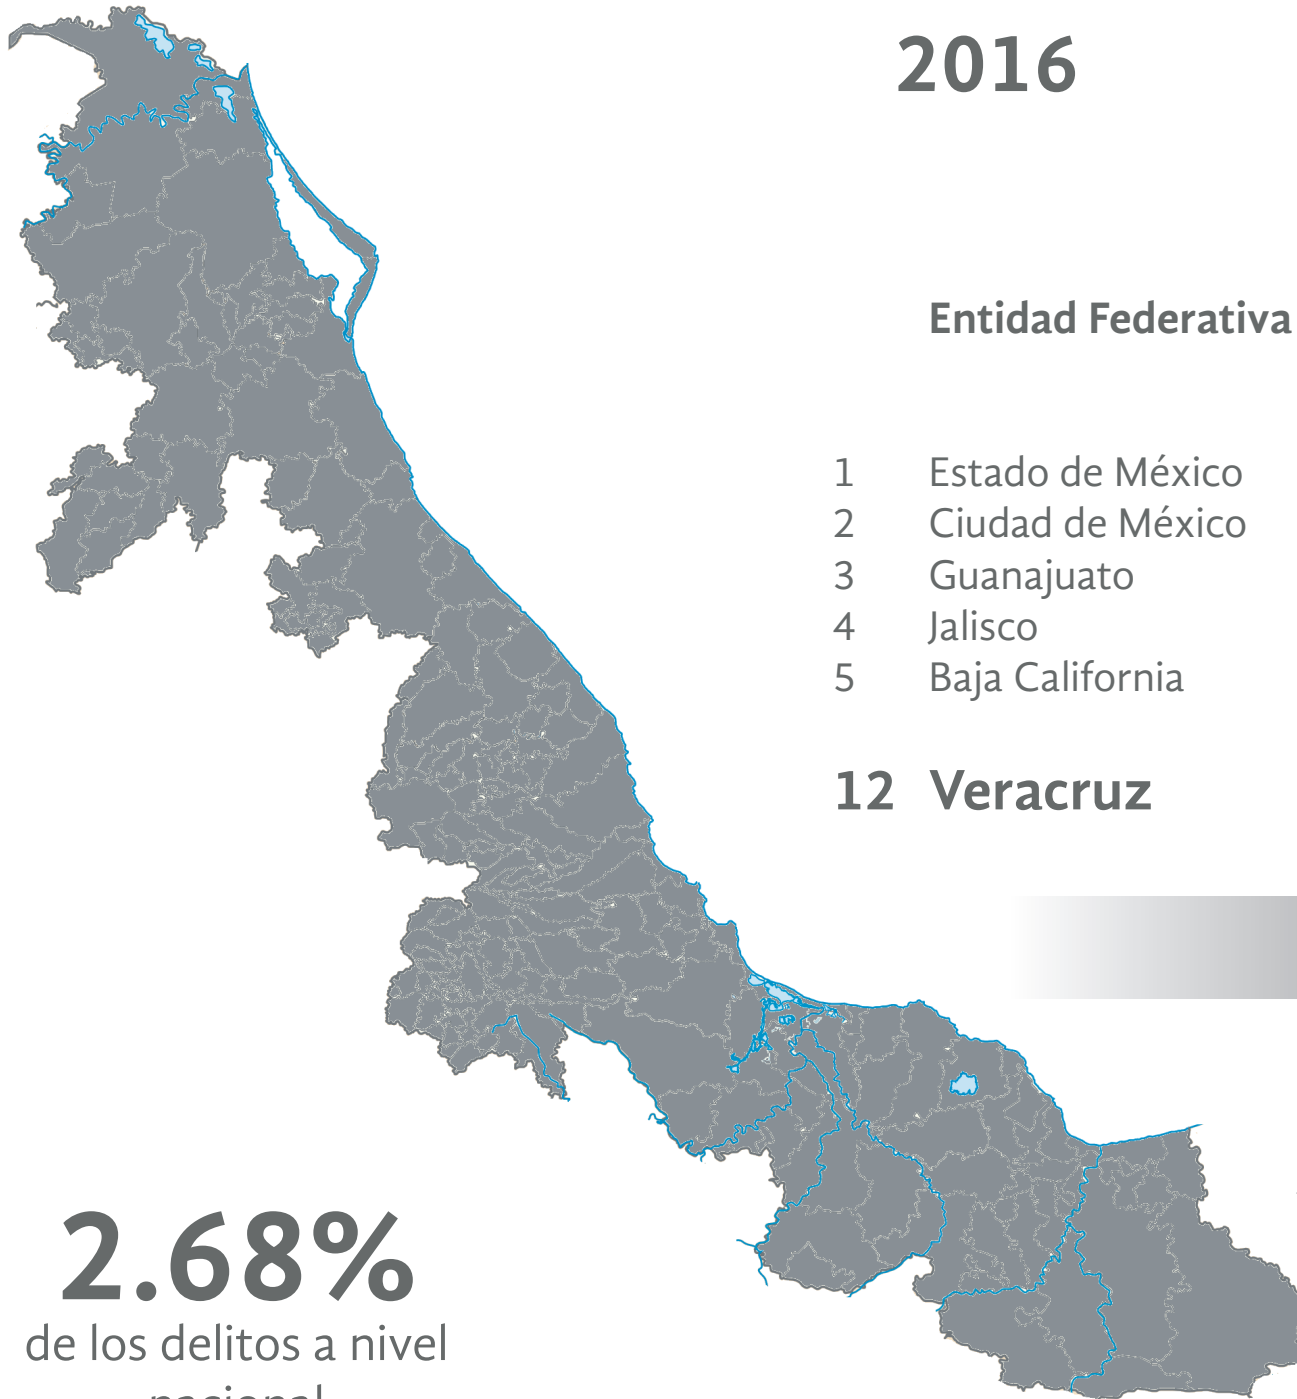 2016
Entidad Federativa
1 Estado de México
2 Ciudad de México
3 Guanajuato
4 Jalisco
5 Baja California
12 Veracruz
2.68%
de los delitos a nivel
nacional